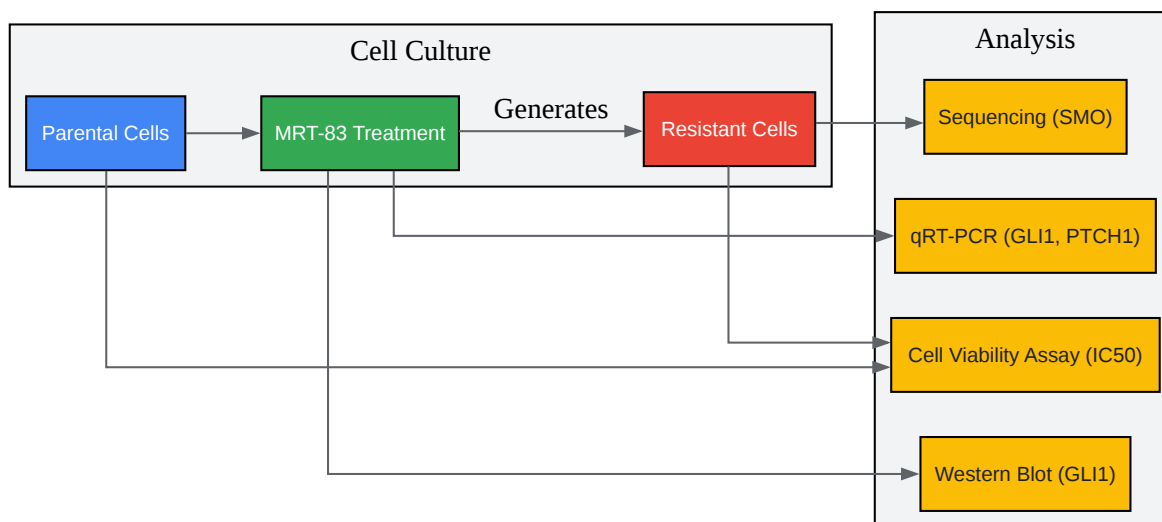 Cell Culture
Parental Cells
MRT-83 Treatment
Generates
Resistant Cells
Analysis
Sequencing (SMO)
qRT-PCR (GLI1, PTCH1)
Cell Viability Assay (IC50)
Western Blot (GLI1)